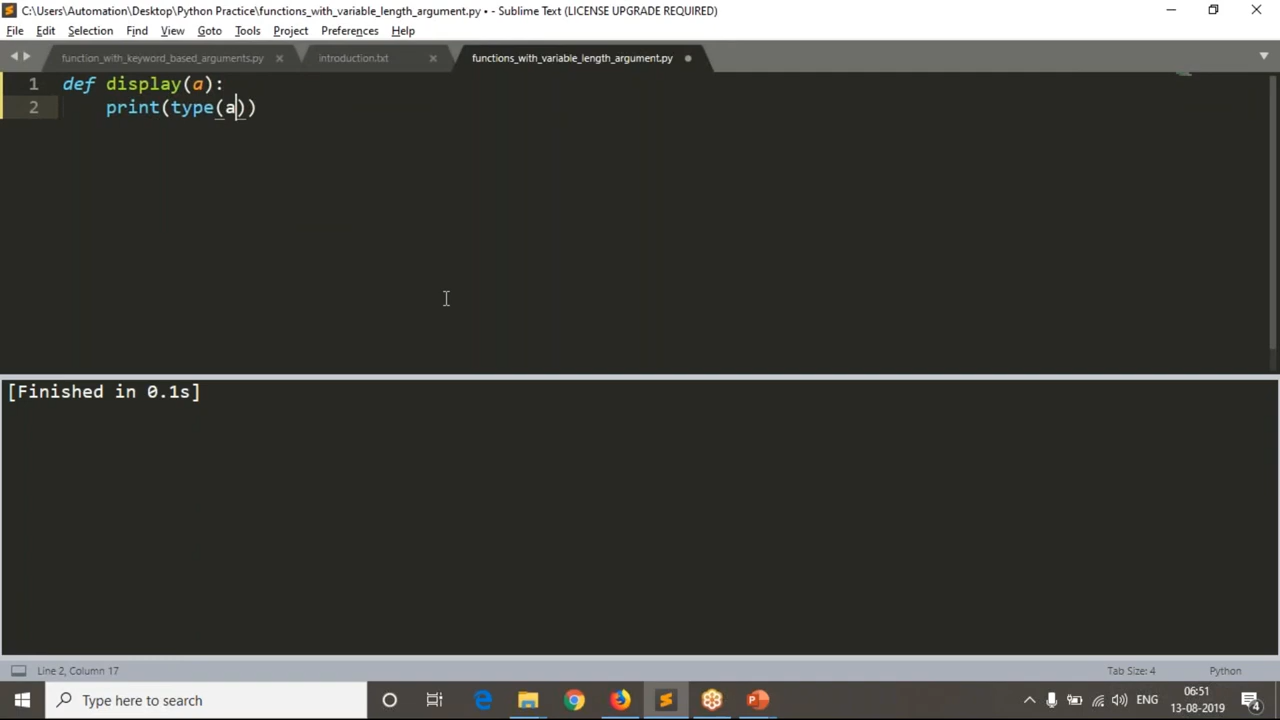 C:\Users\Automation\Desktop\Python Practice\functions_with_variable_length_argument.py • - Sublime Text (LICENSE UPGRADE REQUIRED)
File Edit Selection Find View Goto Tools Project Preferences Help
function_with_keyword_based_arguments.py introduction.txt functions_with_variable_length_argument.py
1 def display(a):
2 print(type(a))
[Finished in 0.1s]
Line 2, Column 17 Tab Size: 4 Python
Type here to search ENG 06:51
13-08-2019 4